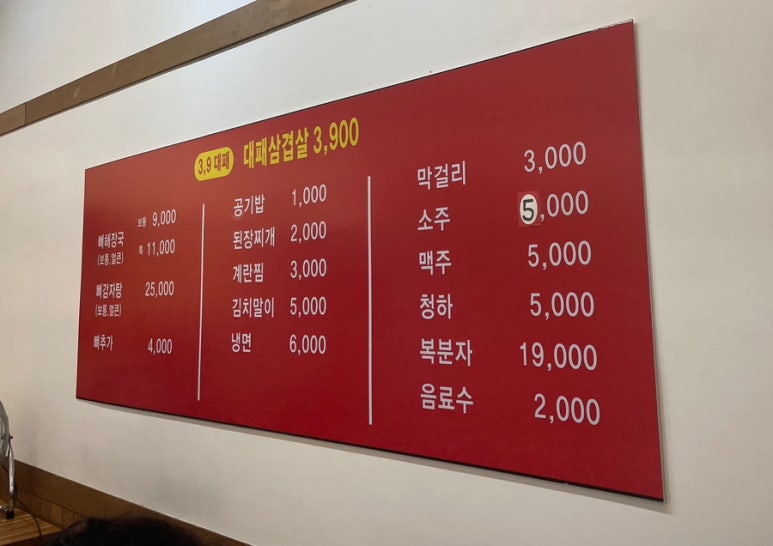 3,9 대패 대패삼겹살 3,900
뼈해장국 보통 9,000
(보통,얼큰) 특 11,000
뼈감자탕 25,000
(보통,얼큰)
뼈추가 4,000
공기밥 1,000
된장찌개 2,000
계란찜 3,000
김치말이 5,000
냉면 6,000
막걸리 3,000
소주 5,000
맥주 5,000
청하 5,000
복분자 19,000
음료수 2,000